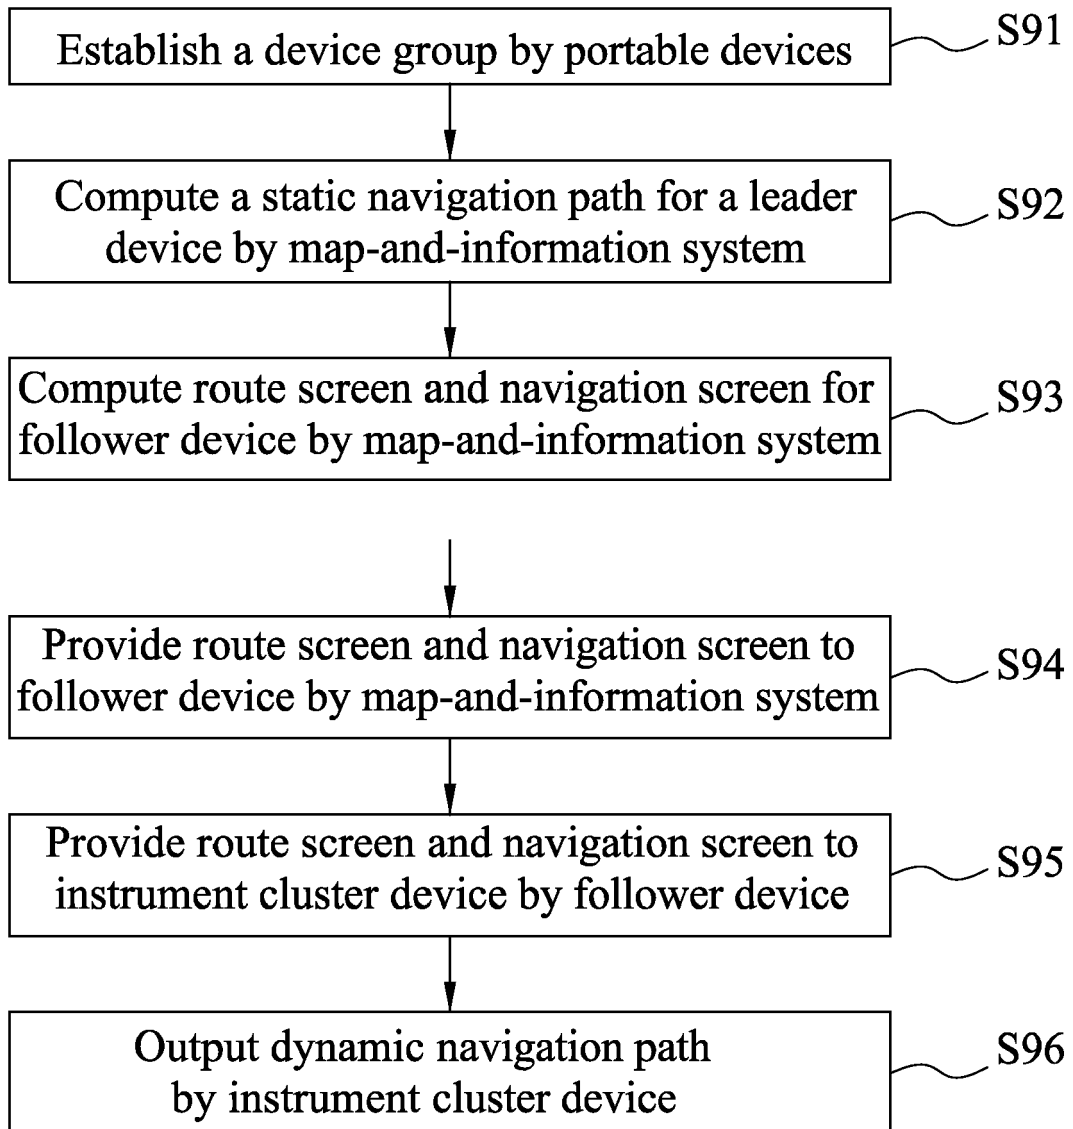 Establish a device group by portable devices
S91
Compute a static navigation path for a leader
device by map-and-information system
S92
Compute route screen and navigation screen for
follower device by map-and-information system
S93
Provide route screen and navigation screen to
follower device by map-and-information system
S94
Provide route screen and navigation screen to
instrument cluster device by follower device
S95
Output dynamic navigation path
by instrument cluster device
S96